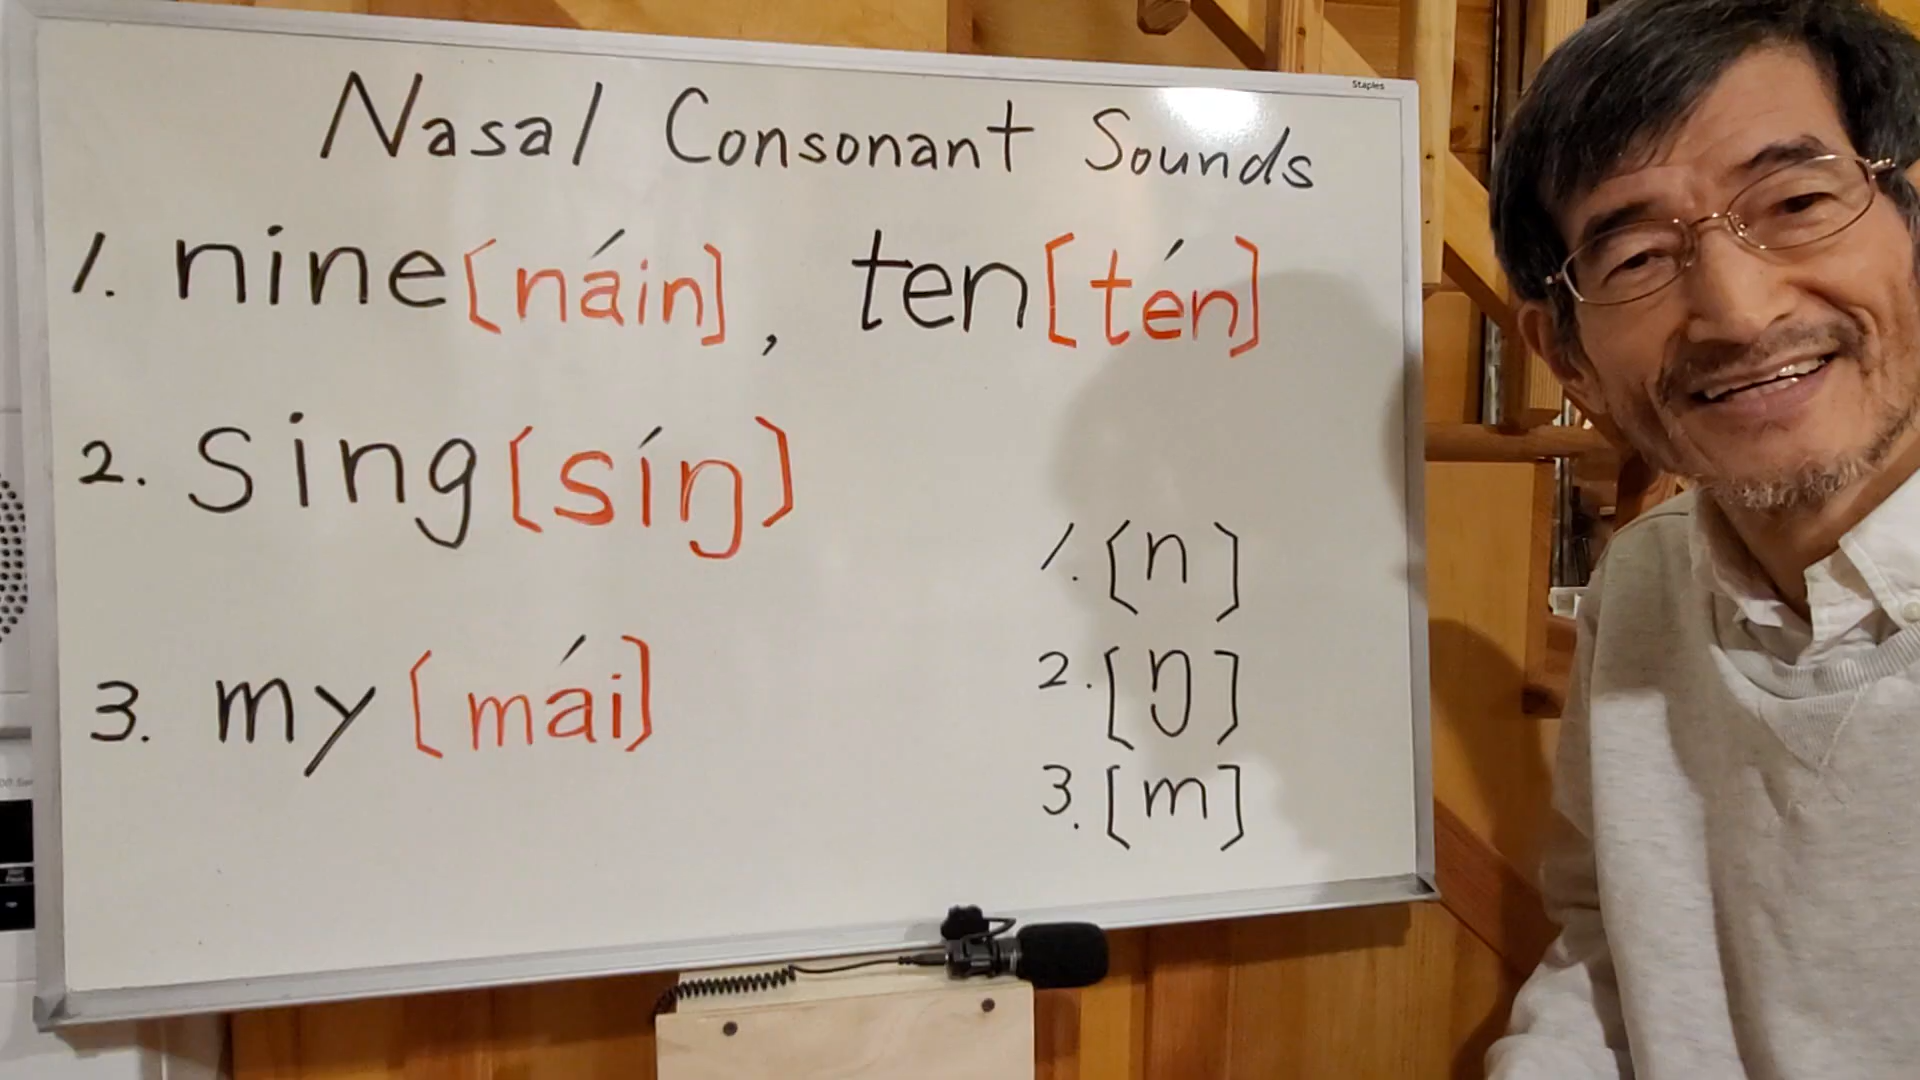 Staples
Nasal Consonant Sounds
1. nine [náin], ten [tén]
2. sing [síŋ]
3. my [mái]
1. [n]
2. [ŋ]
3. [m]